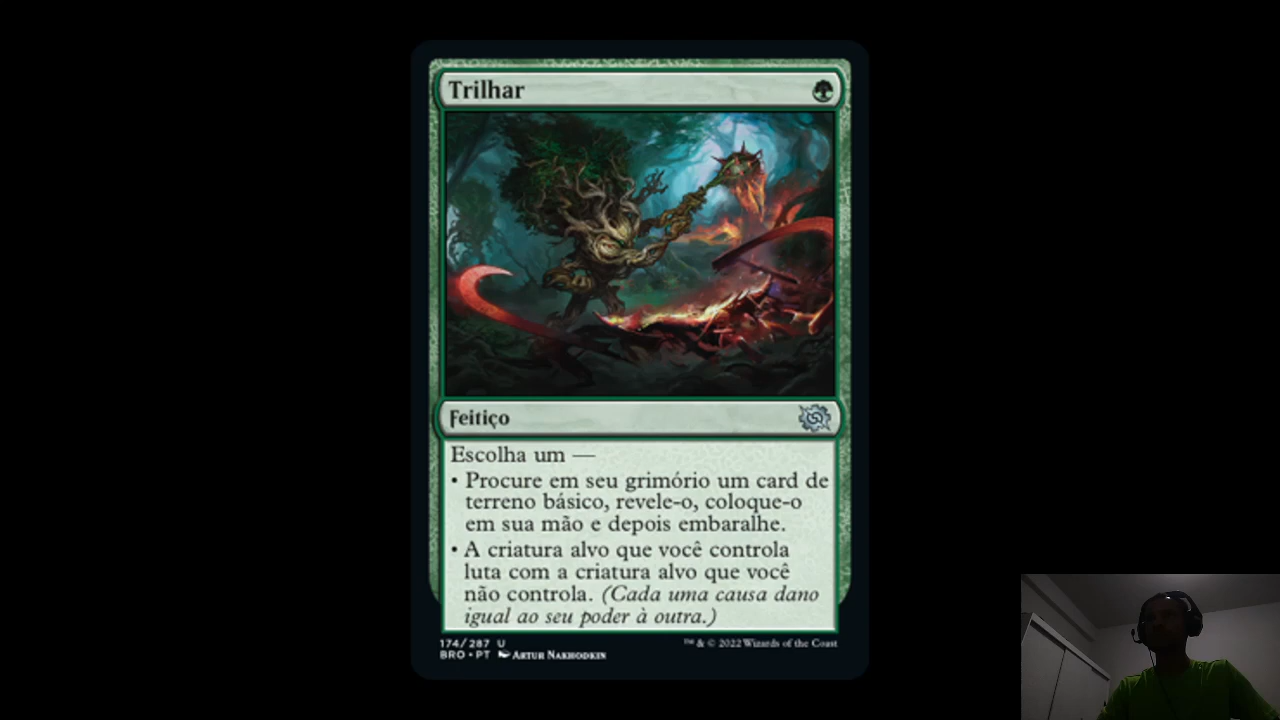 Trilhar
Feitiço
Escolha um —
• Procure em seu grimório um card de
terreno básico, revele-o, coloque-o
em sua mão e depois embaralhe.
• A criatura alvo que você controla
luta com a criatura alvo que você
não controla. (Cada uma causa dano
igual ao seu poder à outra.)
174/287 U
™ & © 2022 Wizards of the Coast
BRO • PT Artur Nakhodkin